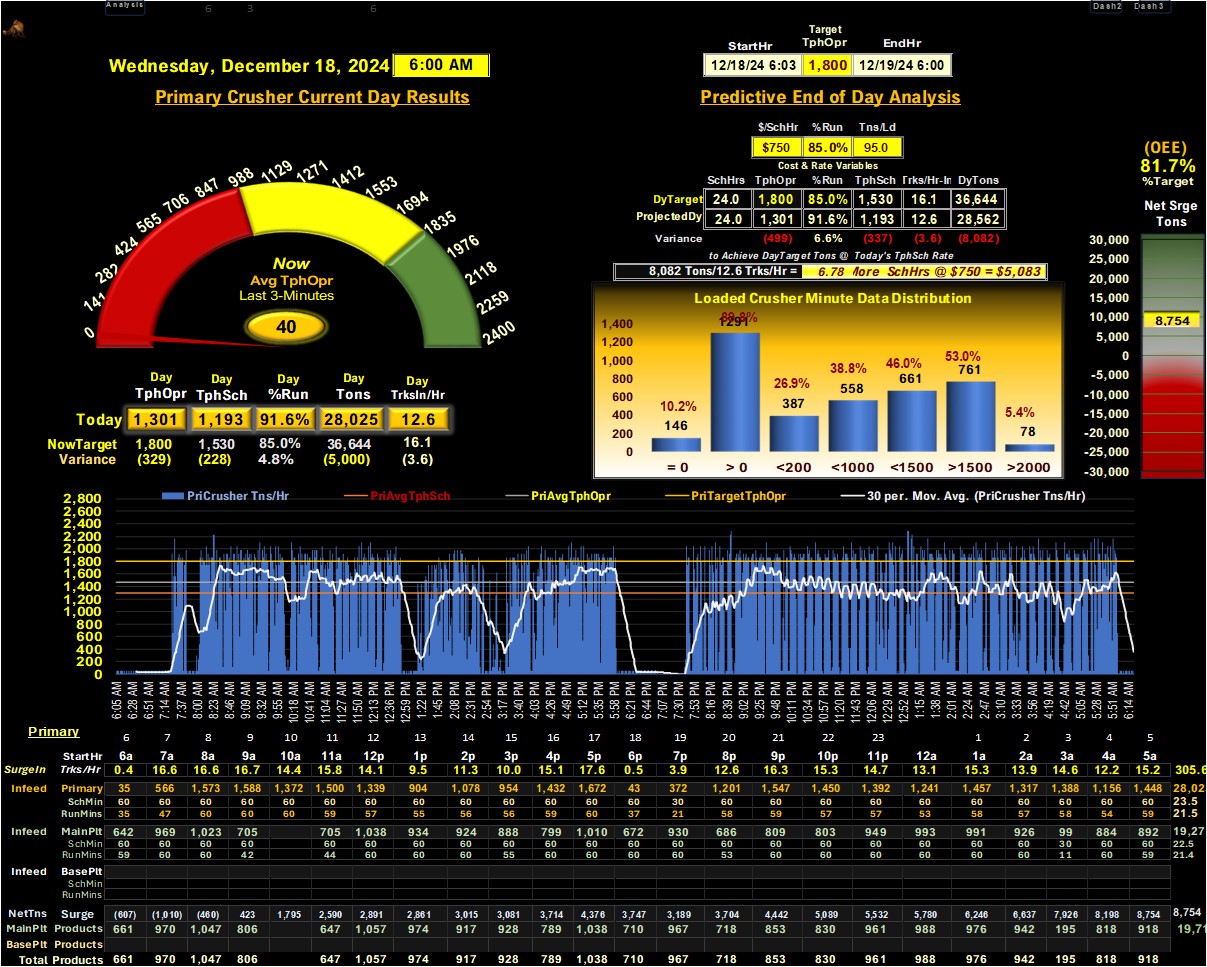 Analysis 6 3 6 Dash2 Dash3
Wednesday, December 18, 2024 6:00 AM
StartHr Target TphOpr EndHr
12/18/24 6:03 1,800 12/19/24 6:00
Primary Crusher Current Day Results
Predictive End of Day Analysis
$/SchHr %Run Tns/Ld
$750 85.0% 95.0
Cost & Rate Variables
SchHrs TphOpr %Run TphSch Trks/Hr-In DyTons
DyTarget 24.0 1,800 85.0% 1,530 16.1 36,644
ProjectedDy 24.0 1,301 91.6% 1,193 12.6 28,562
Variance (499) 6.6% (337) (3.6) (8,082)
to Achieve DayTarget Tons @ Today's TphSch Rate
8,082 Tons/12.6 Trks/Hr = 6.78 More SchHrs @ $750 = $5,083
(OEE)
81.7%
%Target
Net Srge
Tons
30,000
25,000
20,000
15,000
10,000
8,754
5,000
0
-5,000
-10,000
-15,000
-20,000
-25,000
-30,000
0 141 282 424 565 706 847 988 1129 1271 1412 1553 1694 1835 1976 2118 2259 2400
Now
Avg TphOpr
Last 3-Minutes
40
Day Day Day Day Day
TphOpr TphSch %Run Tons TrksIn/Hr
Today 1,301 1,193 91.6% 28,025 12.6
NowTarget 1,800 1,530 85.0% 36,644 16.1
Variance (329) (228) 4.8% (5,000) (3.6)
Loaded Crusher Minute Data Distribution
1,400
1,200
1,000
800
600
400
200
0
10.2% 89.8% 26.9% 38.8% 46.0% 53.0% 5.4%
146 1291 387 558 661 761 78
= 0 > 0 <200 <1000 <1500 >1500 >2000
PriCrusher Tns/Hr PriAvgTphSch PriAvgTphOpr PriTargetTphOpr 30 per. Mov. Avg. (PriCrusher Tns/Hr)
2,800
2,600
2,400
2,200
2,000
1,800
1,600
1,400
1,200
1,000
800
600
400
200
0
6:05 AM 6:28 AM 6:51 AM 7:14 AM 7:37 AM 8:00 AM 8:23 AM 8:46 AM 9:09 AM 9:32 AM 9:55 AM 10:18 AM 10:41 AM 11:04 AM 11:27 AM 11:50 AM 12:13 PM 12:36 PM 12:59 PM 1:22 PM 1:45 PM 2:08 PM 2:31 PM 2:54 PM 3:17 PM 3:40 PM 4:03 PM 4:26 PM 4:49 PM 5:12 PM 5:35 PM 5:58 PM 6:21 PM 6:44 PM 7:07 PM 7:30 PM 7:53 PM 8:16 PM 8:39 PM 9:02 PM 9:25 PM 9:48 PM 10:11 PM 10:34 PM 10:57 PM 11:20 PM 11:43 PM 12:06 AM 12:29 AM 12:52 AM 1:15 AM 1:38 AM 2:01 AM 2:24 AM 2:47 AM 3:10 AM 3:33 AM 3:56 AM 4:19 AM 4:42 AM 5:05 AM 5:28 AM 5:51 AM 6:14 AM
Primary 6 7 8 9 10 11 12 13 14 15 16 17 18 19 20 21 22 23 1 2 3 4 5
StartHr 6a 7a 8a 9a 10a 11a 12p 1p 2p 3p 4p 5p 6p 7p 8p 9p 10p 11p 12a 1a 2a 3a 4a 5a
SurgeIn Trks/Hr 0.4 16.6 16.6 16.7 14.4 15.8 14.1 9.5 11.3 10.0 15.1 17.6 0.5 3.9 12.6 16.3 15.3 14.7 13.1 15.3 13.9 14.6 12.2 15.2 305.6
Infeed Primary 35 566 1,573 1,588 1,372 1,500 1,339 904 1,078 954 1,432 1,672 43 372 1,201 1,547 1,450 1,392 1,241 1,457 1,317 1,388 1,156 1,448 28,02
SchMin 60 60 60 60 60 60 60 60 60 60 60 60 60 30 60 60 60 60 60 60 60 60 60 60 23.5
RunMins 35 47 60 60 60 59 57 55 56 56 59 60 37 21 58 59 57 57 53 58 57 58 54 59 21.5
Infeed MainPlt 642 969 1,023 705 705 1,038 934 924 888 799 1,010 672 930 686 809 803 949 993 991 926 99 884 892 19,27
SchMin 60 60 60 60 60 60 60 60 60 60 60 60 60 60 60 60 60 60 60 60 30 60 60 22.5
RunMins 59 60 60 42 44 60 60 60 55 60 60 60 60 53 60 60 60 60 60 60 11 60 59 21.4
Infeed BasePlt
SchMin
RunMins
NetTns Surge (607) (1,010) (460) 423 1,795 2,590 2,891 2,861 3,015 3,081 3,714 4,376 3,747 3,189 3,704 4,442 5,089 5,532 5,780 6,246 6,637 7,926 8,198 8,754 8,754
MainPlt Products 661 970 1,047 806 647 1,057 974 917 928 789 1,038 710 967 718 853 830 961 988 976 942 195 818 918 19,71
BasePlt Products
Total Products 661 970 1,047 806 647 1,057 974 917 928 789 1,038 710 967 718 853 830 961 988 976 942 195 818 918